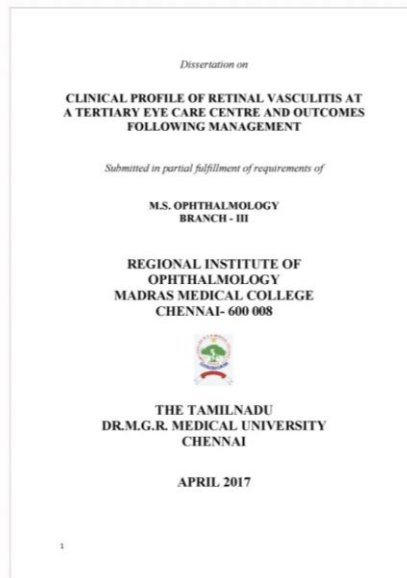 Dissertation on
CLINICAL PROFILE OF RETINAL VASCULITIS AT
A TERTIARY EYE CARE CENTRE AND OUTCOMES
FOLLOWING MANAGEMENT
Submitted in partial fulfillment of requirements of
M.S. OPHTHALMOLOGY
BRANCH - III
REGIONAL INSTITUTE OF
OPHTHALMOLOGY
MADRAS MEDICAL COLLEGE
CHENNAI- 600 008
THE TAMILNADU
DR.M.G.R. MEDICAL UNIVERSITY
CHENNAI
APRIL 2017
1